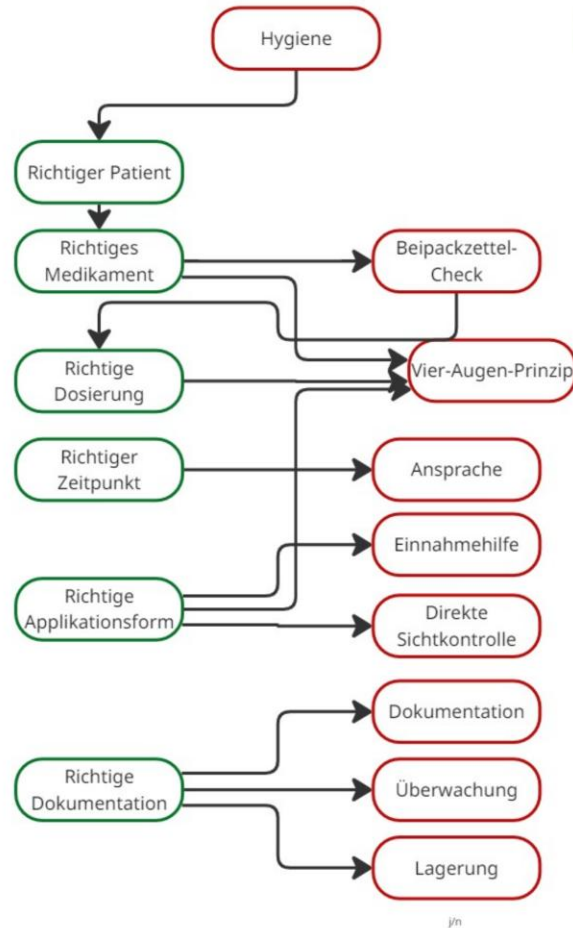 Hygiene
Richtiger Patient
Richtiges
Medikament
Beipackzettel-
Check
Richtige
Dosierung
Vier-Augen-Prinzip
Richtiger
Zeitpunkt
Ansprache
Einnahmehilfe
Richtige
Applikationsform
Direkte
Sichtkontrolle
Dokumentation
Richtige
Dokumentation
Überwachung
Lagerung
j/n